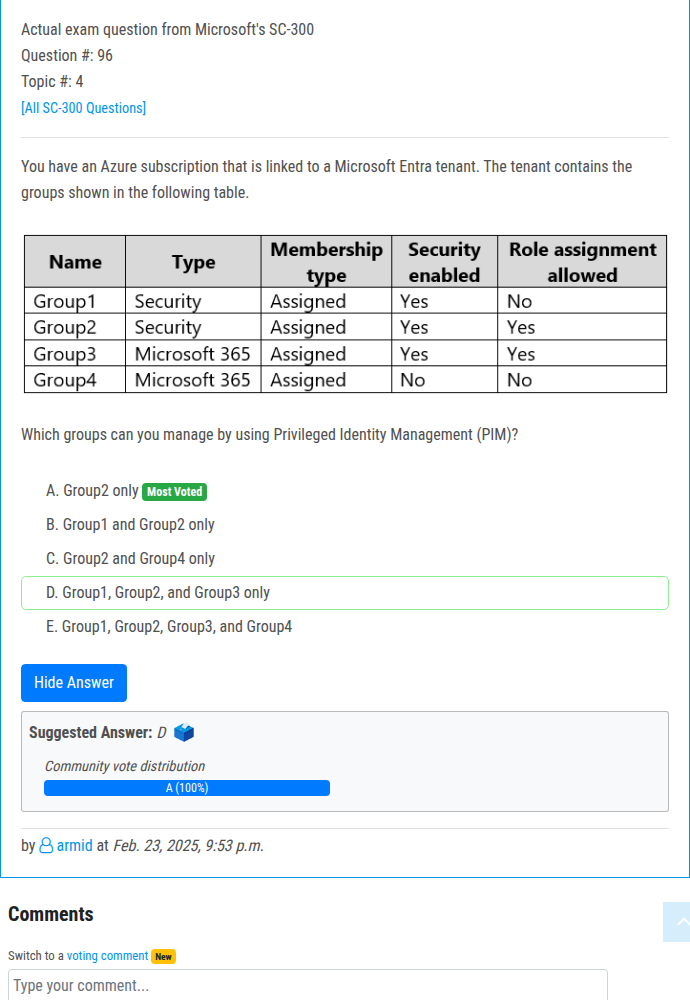 Actual exam question from Microsoft's SC-300
Question #: 96
Topic #: 4
[All SC-300 Questions]
You have an Azure subscription that is linked to a Microsoft Entra tenant. The tenant contains the
groups shown in the following table.
Name Type Membership type Security enabled Role assignment allowed
Group1 Security Assigned Yes No
Group2 Security Assigned Yes Yes
Group3 Microsoft 365 Assigned Yes Yes
Group4 Microsoft 365 Assigned No No
Which groups can you manage by using Privileged Identity Management (PIM)?
A. Group2 only Most Voted
B. Group1 and Group2 only
C. Group2 and Group4 only
D. Group1, Group2, and Group3 only
E. Group1, Group2, Group3, and Group4
Hide Answer
Suggested Answer: D
Community vote distribution
A (100%)
by armid at Feb. 23, 2025, 9:53 p.m.
Comments
Switch to a voting comment New
Type your comment...